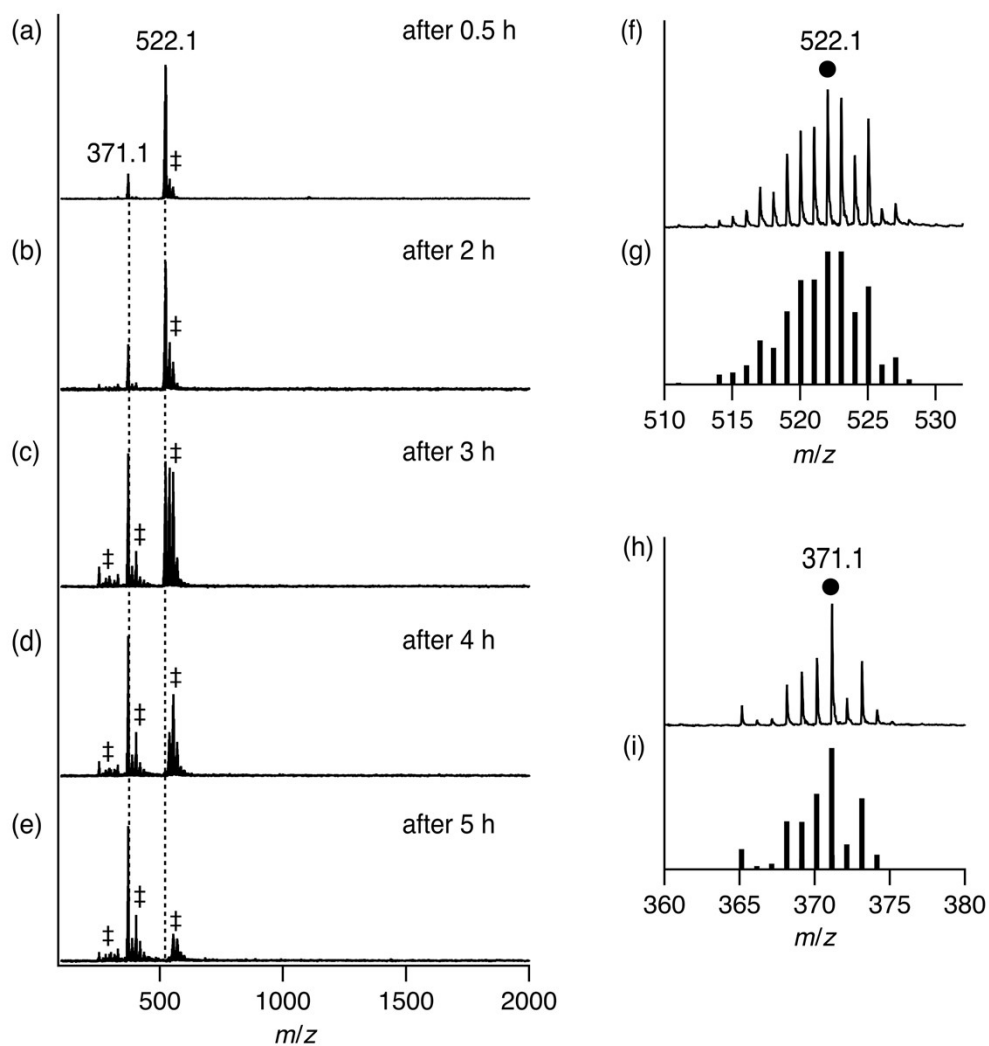 (a)
after 0.5 h
522.1
371.1
‡
(b)
after 2 h
‡
(c)
after 3 h
‡
‡
‡
(d)
after 4 h
‡
‡
‡
(e)
after 5 h
‡
‡
‡
500 1000 1500 2000
m/z
(f)
522.1
(g)
510 515 520 525 530
m/z
(h)
371.1
(i)
360 365 370 375 380
m/z